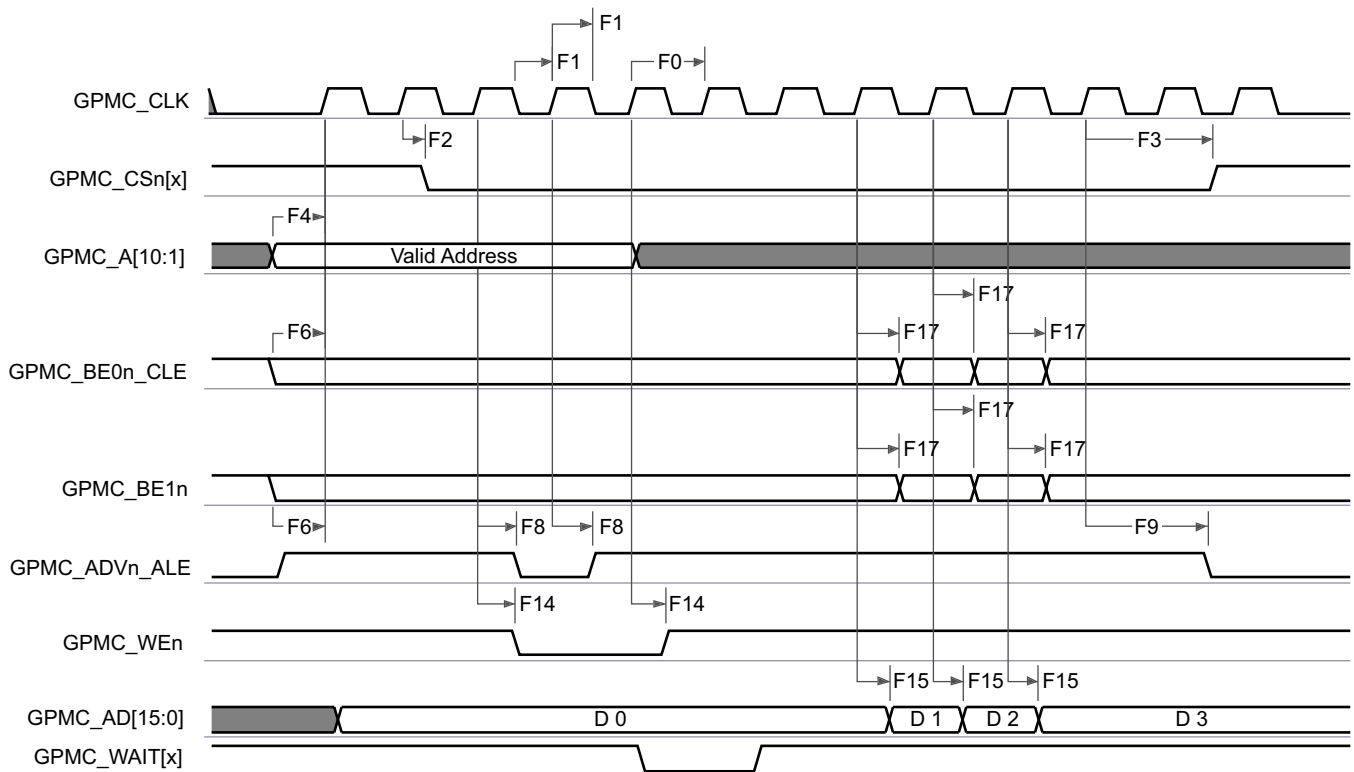 F1
F1
F0
GPMC_CLK
F2
F3
GPMC_CSn[x]
F4
GPMC_A[10:1]
Valid Address
F17
F6
F17
F17
GPMC_BE0n_CLE
F17
F17
F17
GPMC_BE1n
F6
F8
F8
F9
GPMC_ADVn_ALE
F14
F14
GPMC_WEn
F15
F15
F15
GPMC_AD[15:0]
D 0
D 1
D 2
D 3
GPMC_WAIT[x]